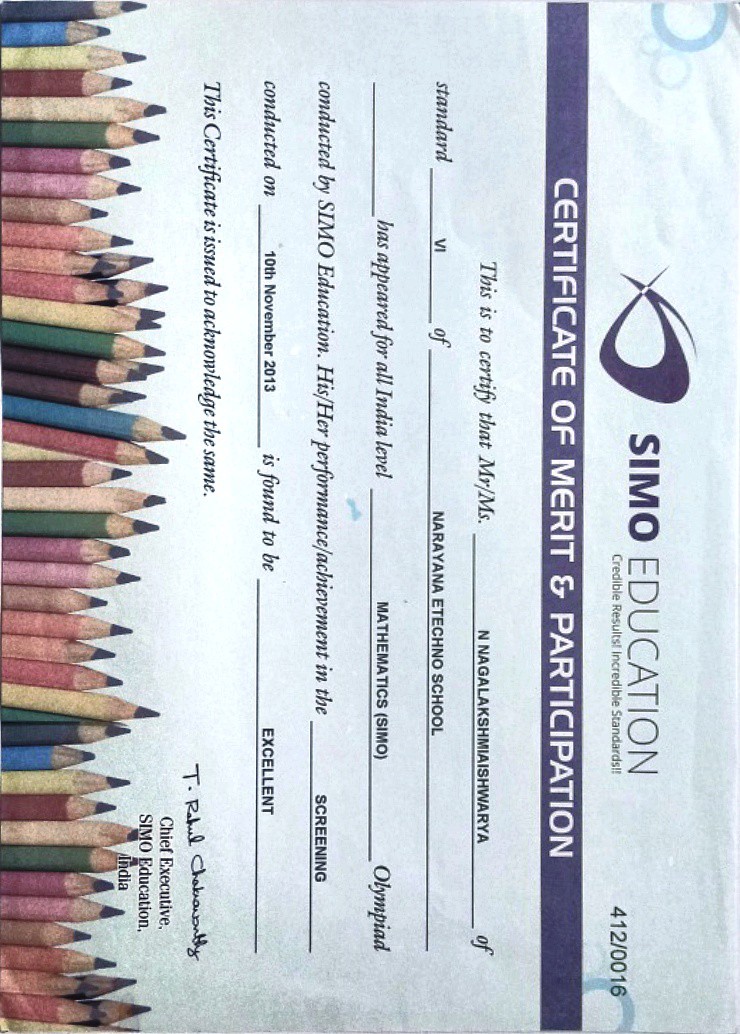 SIMO EDUCATION
Credible Results! Incredible Standards!!
412/0016
CERTIFICATE OF MERIT & PARTICIPATION
This is to certify that Mr/Ms. N NAGALAKSHMIAISHWARYA of
standard VI of NARAYANA ETECHNO SCHOOL
has appeared for all India level MATHEMATICS (SIMO) Olympiad
conducted by SIMO Education. His/Her performance/achievement in the SCREENING
conducted on 10th November 2013 is found to be EXCELLENT
This Certificate is issued to acknowledge the same.
T. Rahul Chakravarthy
Chief Executive,
SIMO Education,
India